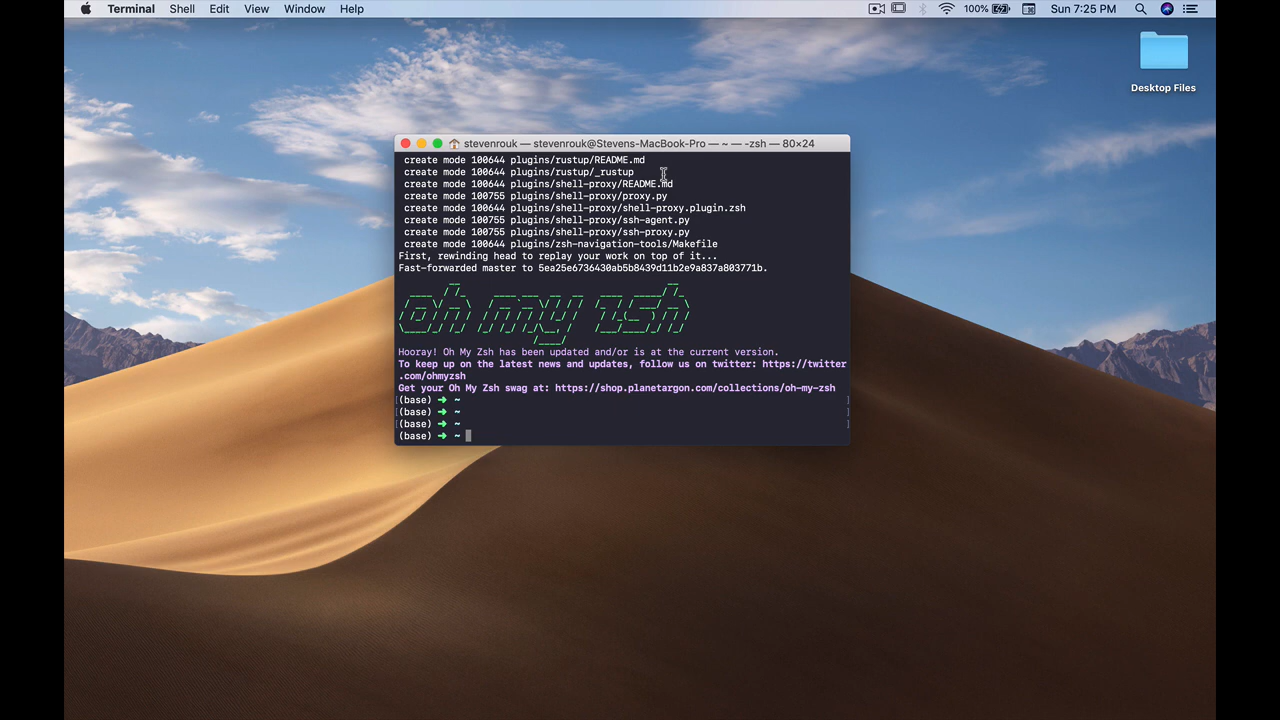 Terminal Shell Edit View Window Help 100% Sun 7:25 PM
Desktop Files
stevenrouk — stevenrouk@Stevens-MacBook-Pro — ~ — -zsh — 80×24
create mode 100644 plugins/rustup/README.md
create mode 100644 plugins/rustup/_rustup
create mode 100644 plugins/shell-proxy/README.md
create mode 100755 plugins/shell-proxy/proxy.py
create mode 100644 plugins/shell-proxy/shell-proxy.plugin.zsh
create mode 100755 plugins/shell-proxy/ssh-agent.py
create mode 100755 plugins/shell-proxy/ssh-proxy.py
create mode 100644 plugins/zsh-navigation-tools/Makefile
First, rewinding head to replay your work on top of it...
Fast-forwarded master to 5ea25e6736430ab5b8439d11b2e9a837a803771b.
oh my zsh
Hooray! Oh My Zsh has been updated and/or is at the current version.
To keep up on the latest news and updates, follow us on twitter: https://twitter
.com/ohmyzsh
Get your Oh My Zsh swag at: https://shop.planetargon.com/collections/oh-my-zsh
[(base) ➜ ~ ]
[(base) ➜ ~ ]
[(base) ➜ ~ ]
(base) ➜ ~